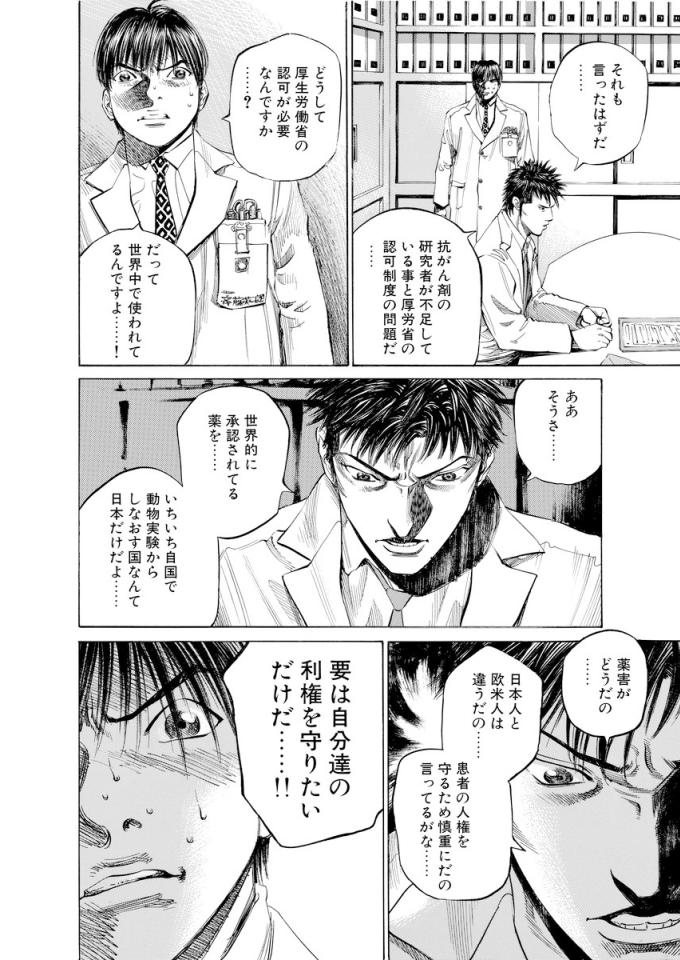 それも
言ったはずだ
抗がん剤の
研究者が不足して
いる事と厚労省の
認可制度の問題だ
……
どうして
厚生労働省の
認可が必要
なんですか
……？
だって
世界中で使われて
るんですよ……！
ああ
そうさ……
世界的に
承認されてる
薬を……
いちいち自国で
動物実験から
しなおす国なんて
日本だけだよ……
薬害が
どうだの
日本人と
欧米人は
違うだの……
患者の人権を
守るため慎重にだの
言ってるがな……
要は自分達の
利権を守りたい
だけだ……!!